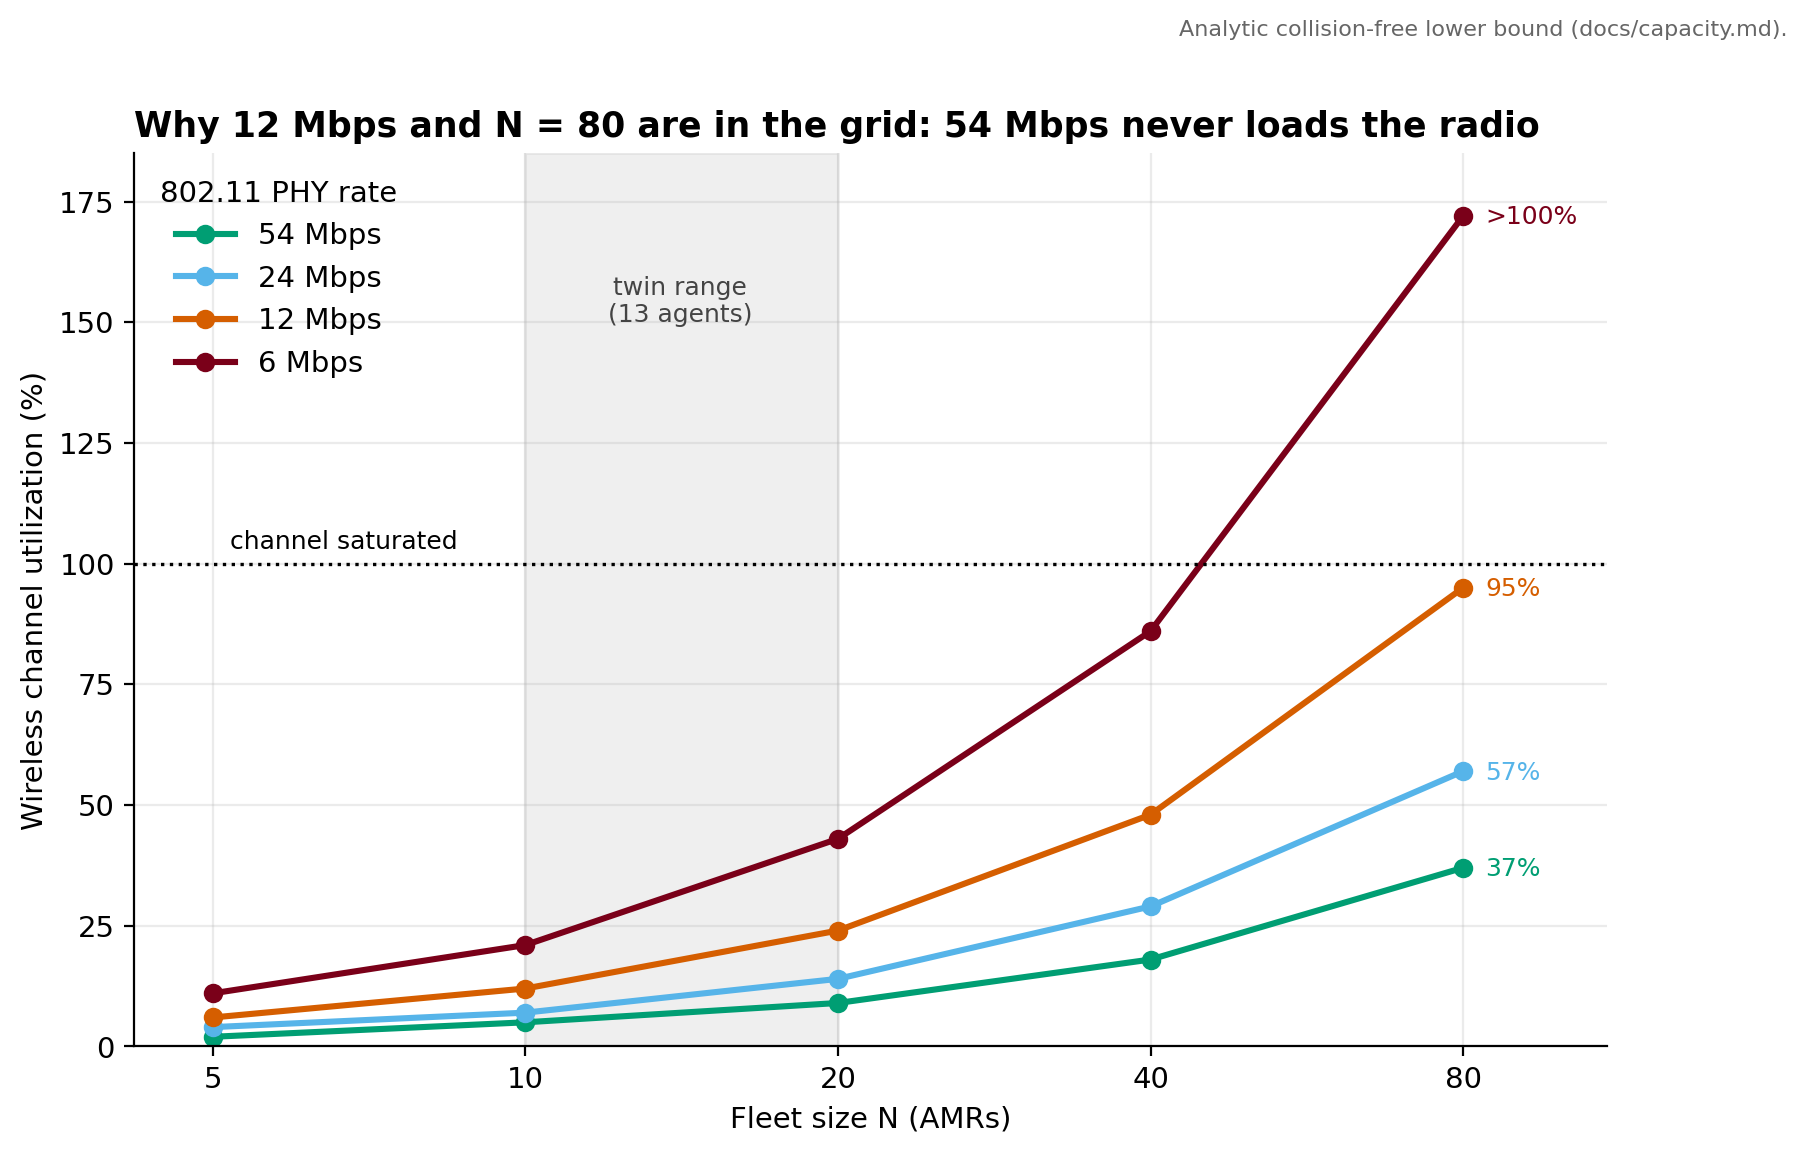 Analytic collision-free lower bound (docs/capacity.md).
Why 12 Mbps and N = 80 are in the grid: 54 Mbps never loads the radio
802.11 PHY rate
54 Mbps
24 Mbps
12 Mbps
6 Mbps
twin range
(13 agents)
channel saturated
>100%
95%
57%
37%
Wireless channel utilization (%)
175
150
125
100
75
50
25
0
5
10
20
40
80
Fleet size N (AMRs)